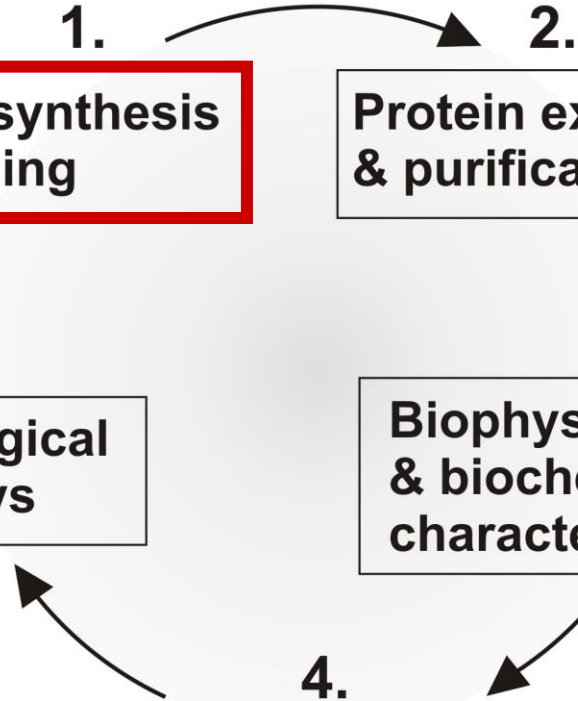 1.
synthesis
ing
2.
Protein ex
& purifica
gical
ys
Biophys
& bioche
characte
4.